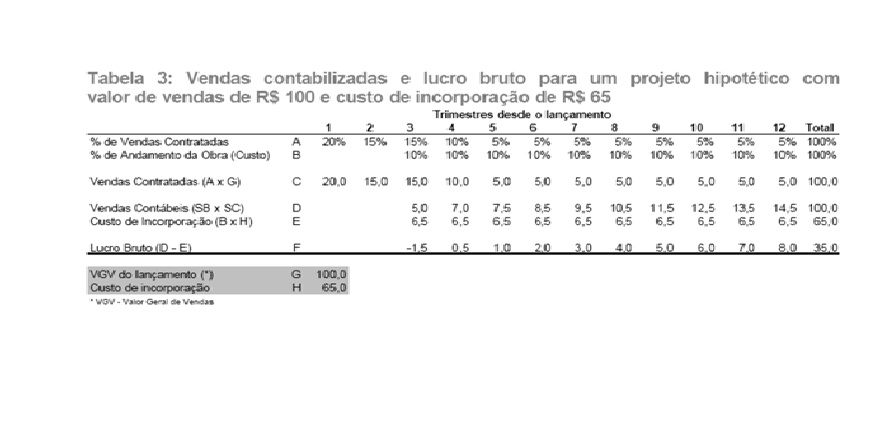 Tabela 3: Vendas contabilizadas e lucro bruto para um projeto hipotético com
valor de vendas de R$ 100 e custo de incorporação de R$ 65
Trimestres desde o lançamento
1 2 3 4 5 6 7 8 9 10 11 12 Total
% de Vendas Contratadas A 20% 15% 15% 10% 5% 5% 5% 5% 5% 5% 5% 5% 100%
% de Andamento da Obra (Custo) B 10% 10% 10% 10% 10% 10% 10% 10% 10% 10% 100%
Vendas Contratadas (A x G) C 20,0 15,0 15,0 10,0 5,0 5,0 5,0 5,0 5,0 5,0 5,0 5,0 100,0
Vendas Contábeis (SB x SC) D 5,0 7,0 7,5 8,5 9,5 10,5 11,5 12,5 13,5 14,5 100,0
Custo de Incorporação (B x H) E 6,5 6,5 6,5 6,5 6,5 6,5 6,5 6,5 6,5 6,5 65,0
Lucro Bruto (D - E) F -1,5 0,5 1,0 2,0 3,0 4,0 5,0 6,0 7,0 8,0 35,0
VGV do lançamento (*) G 100,0
Custo de incorporação H 65,0
* VGV - Valor Geral de Vendas